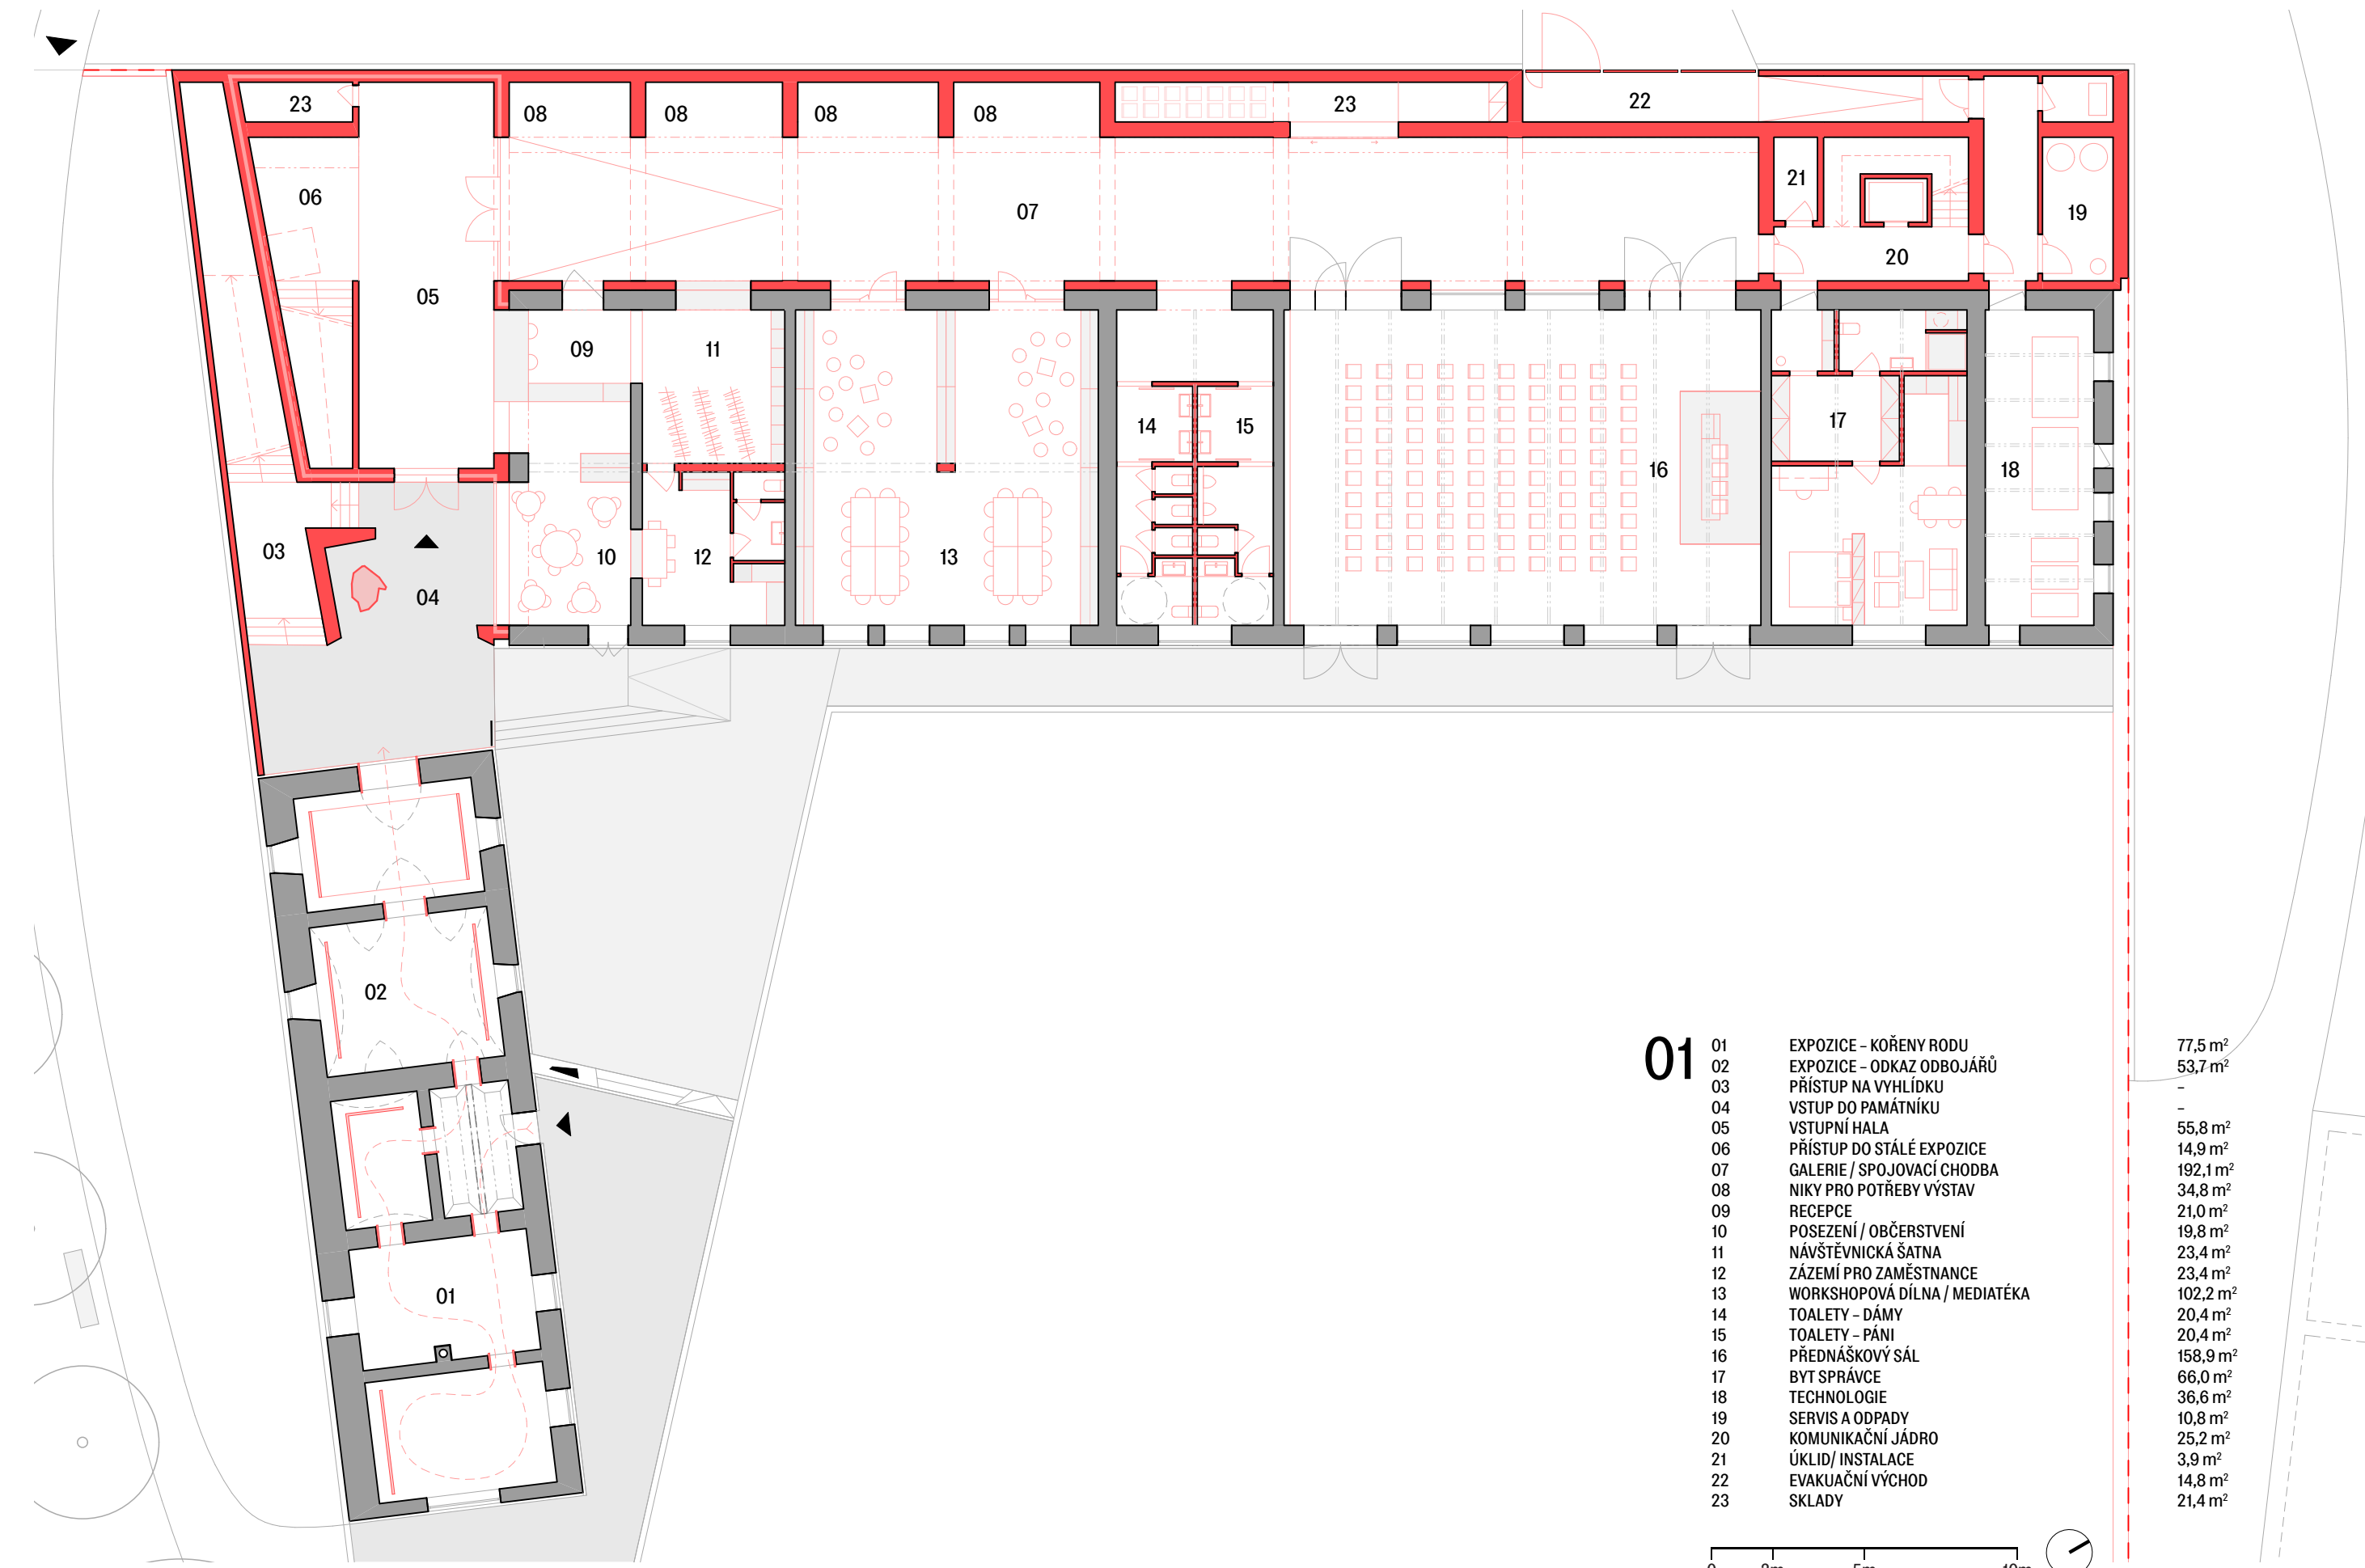 23
08
08
08
08
23
22
06
07
21
19
20
05
09
11
14
15
16
17
18
03
10
12
13
04
02
01
01
01 EXPOZICE – KOŘENY RODU 77,5 m²
02 EXPOZICE – ODKAZ ODBOJÁŘŮ 53,7 m²
03 PŘÍSTUP NA VYHLÍDKU –
04 VSTUP DO PAMÁTNÍKU –
05 VSTUPNÍ HALA 55,8 m²
06 PŘÍSTUP DO STÁLÉ EXPOZICE 14,9 m²
07 GALERIE / SPOJOVACÍ CHODBA 192,1 m²
08 NIKY PRO POTŘEBY VÝSTAV 34,8 m²
09 RECEPCE 21,0 m²
10 POSEZENÍ / OBČERSTVENÍ 19,8 m²
11 NÁVŠTĚVNICKÁ ŠATNA 23,4 m²
12 ZÁZEMÍ PRO ZAMĚSTNANCE 23,4 m²
13 WORKSHOPOVÁ DÍLNA / MEDIATÉKA 102,2 m²
14 TOALETY – DÁMY 20,4 m²
15 TOALETY – PÁNI 20,4 m²
16 PŘEDNÁŠKOVÝ SÁL 158,9 m²
17 BYT SPRÁVCE 66,0 m²
18 TECHNOLOGIE 36,6 m²
19 SERVIS A ODPADY 10,8 m²
20 KOMUNIKAČNÍ JÁDRO 25,2 m²
21 ÚKLID/ INSTALACE 3,9 m²
22 EVAKUAČNÍ VÝCHOD 14,8 m²
23 SKLADY 21,4 m²